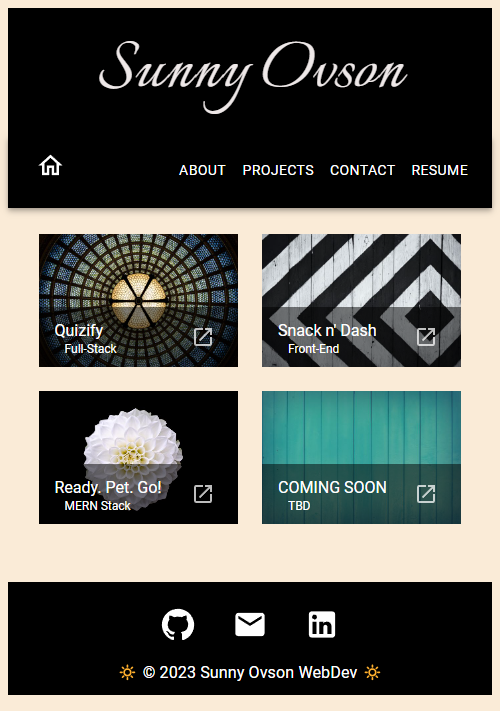 Sunny Ovson
ABOUT PROJECTS CONTACT RESUME
Quizify
Full-Stack
Snack n' Dash
Front-End
Ready. Pet. Go!
MERN Stack
COMING SOON
TBD
© 2023 Sunny Ovson WebDev